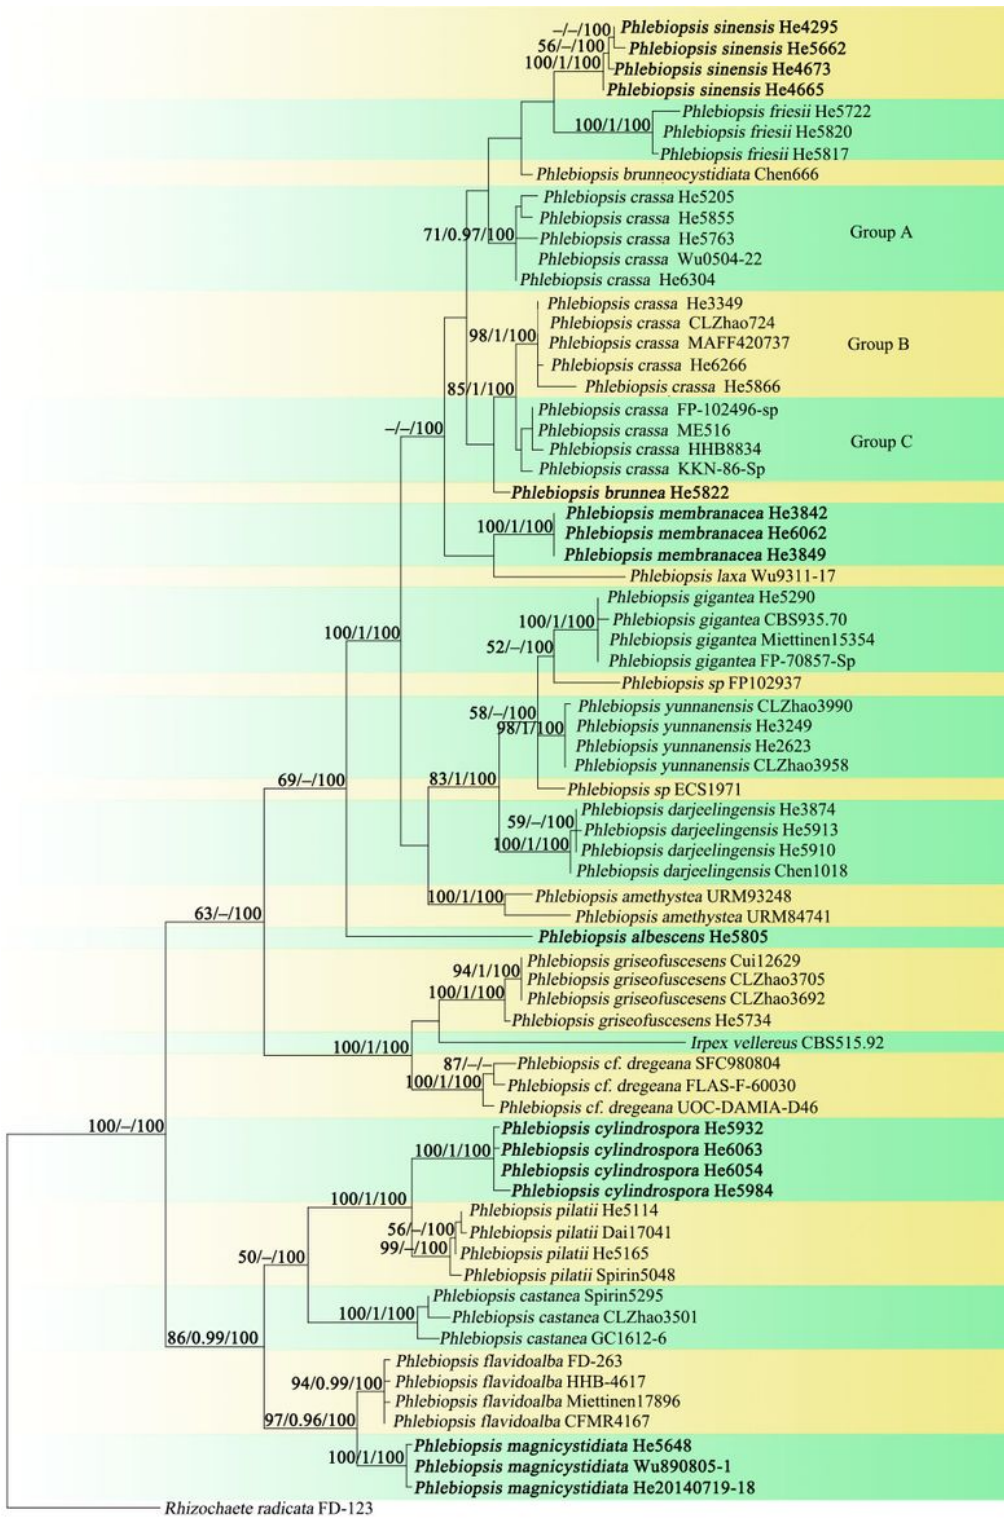 –/–/100
Phlebiopsis sinensis He4295
56/–/100
Phlebiopsis sinensis He5662
100/1/100
Phlebiopsis sinensis He4673
Phlebiopsis sinensis He4665
Phlebiopsis friesii He5722
100/1/100
Phlebiopsis friesii He5820
Phlebiopsis friesii He5817
Phlebiopsis brunneocystidiata Chen666
Phlebiopsis crassa He5205
Phlebiopsis crassa He5855
71/0.97/100
Phlebiopsis crassa He5763
Group A
Phlebiopsis crassa Wu0504-22
Phlebiopsis crassa He6304
Phlebiopsis crassa He3349
Phlebiopsis crassa CLZhao724
98/1/100
Phlebiopsis crassa MAFF420737
Group B
Phlebiopsis crassa He6266
85/1/100
Phlebiopsis crassa He5866
Phlebiopsis crassa FP-102496-sp
–/–/100
Phlebiopsis crassa ME516
Group C
Phlebiopsis crassa HHB8834
Phlebiopsis crassa KKN-86-Sp
Phlebiopsis brunnea He5822
Phlebiopsis membranacea He3842
100/1/100
Phlebiopsis membranacea He6062
Phlebiopsis membranacea He3849
Phlebiopsis laxa Wu9311-17
Phlebiopsis gigantea He5290
100/1/100
Phlebiopsis gigantea CBS935.70
100/1/100
Phlebiopsis gigantea Miettinen15354
52/–/100
Phlebiopsis gigantea FP-70857-Sp
Phlebiopsis sp FP102937
58/–/100
Phlebiopsis yunnanensis CLZhao3990
98/1/100
Phlebiopsis yunnanensis He3249
Phlebiopsis yunnanensis He2623
Phlebiopsis yunnanensis CLZhao3958
69/–/100
83/1/100
Phlebiopsis sp ECS1971
Phlebiopsis darjeelingensis He3874
59/–/100
Phlebiopsis darjeelingensis He5913
100/1/100
Phlebiopsis darjeelingensis He5910
Phlebiopsis darjeelingensis Chen1018
100/1/100
Phlebiopsis amethystea URM93248
63/–/100
Phlebiopsis amethystea URM84741
Phlebiopsis albescens He5805
Phlebiopsis griseofuscesens Cui12629
94/1/100
Phlebiopsis griseofuscesens CLZhao3705
100/1/100
Phlebiopsis griseofuscesens CLZhao3692
Phlebiopsis griseofuscesens He5734
100/1/100
Irpex vellereus CBS515.92
87/–/–
Phlebiopsis cf. dregeana SFC980804
100/1/100
Phlebiopsis cf. dregeana FLAS-F-60030
Phlebiopsis cf. dregeana UOC-DAMIA-D46
100/–/100
Phlebiopsis cylindrospora He5932
100/1/100
Phlebiopsis cylindrospora He6063
Phlebiopsis cylindrospora He6054
100/1/100
Phlebiopsis cylindrospora He5984
Phlebiopsis pilatii He5114
56/–/100
Phlebiopsis pilatii Dai17041
99/–/100
Phlebiopsis pilatii He5165
50/–/100
Phlebiopsis pilatii Spirin5048
Phlebiopsis castanea Spirin5295
100/1/100
Phlebiopsis castanea CLZhao3501
86/0.99/100
Phlebiopsis castanea GC1612-6
Phlebiopsis flavidoalba FD-263
94/0.99/100
Phlebiopsis flavidoalba HHB-4617
Phlebiopsis flavidoalba Miettinen17896
97/0.96/100
Phlebiopsis flavidoalba CFMR4167
Phlebiopsis magnicystidiata He5648
100/1/100
Phlebiopsis magnicystidiata Wu890805-1
Phlebiopsis magnicystidiata He20140719-18
Rhizochaete radicata FD-123